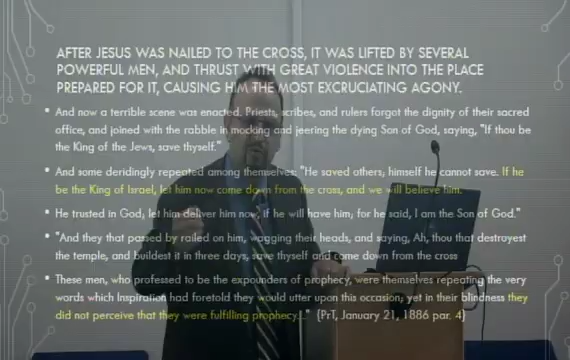 AFTER JESUS WAS NAILED TO THE CROSS, IT WAS LIFTED BY SEVERAL
POWERFUL MEN, AND THRUST WITH GREAT VIOLENCE INTO THE PLACE
PREPARED FOR IT, CAUSING HIM THE MOST EXCRUCIATING AGONY.
• And now a terrible scene was enacted. Priests, scribes, and rulers forgot the dignity of their sacred
office, and joined with the rabble in mocking and jeering the dying Son of God, saying, "If thou be
the King of the Jews, save thyself."
• And some deridingly repeated among themselves: "He saved others; himself he cannot save. If he
be the King of Israel, let him now come down from the cross, and we will believe him.
• He trusted in God; let him deliver him now, if he will have him; for he said, I am the Son of God."
• "And they that passed by railed on him, wagging their heads, and saying, Ah, thou that destroyest
the temple, and buildest it in three days, save thyself and come down from the cross
• These men, who professed to be the expounders of prophecy, were themselves repeating the very
words which Inspiration had foretold they would utter upon this occasion; yet in their blindness they
did not perceive that they were fulfilling prophecy..." {PrT, January 21, 1886 par. 4}